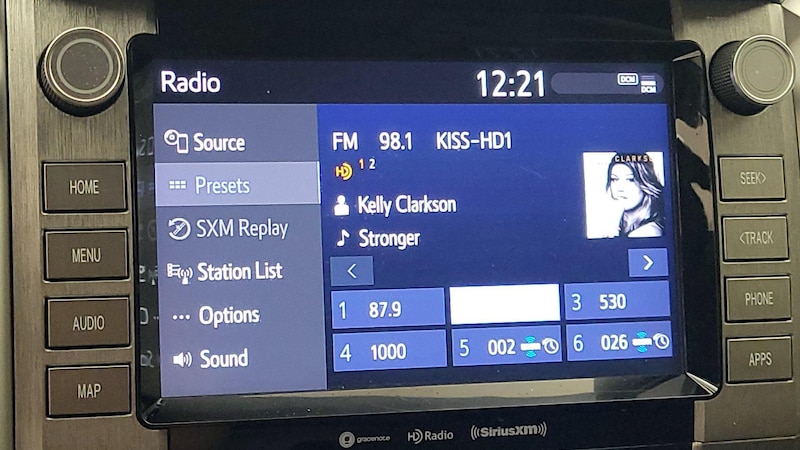 Radio
12:21
DCM
DCM
Source
Presets
SXM Replay
Station List
Options
Sound
FM 98.1 KISS-HD1
HD 1 2
Kelly Clarkson
Stronger
<
>
1 87.9
3 530
4 1000
5 002
6 026
HOME
MENU
AUDIO
MAP
SEEK>
<TRACK
PHONE
APPS
gracenote
HD Radio
((SiriusXM))